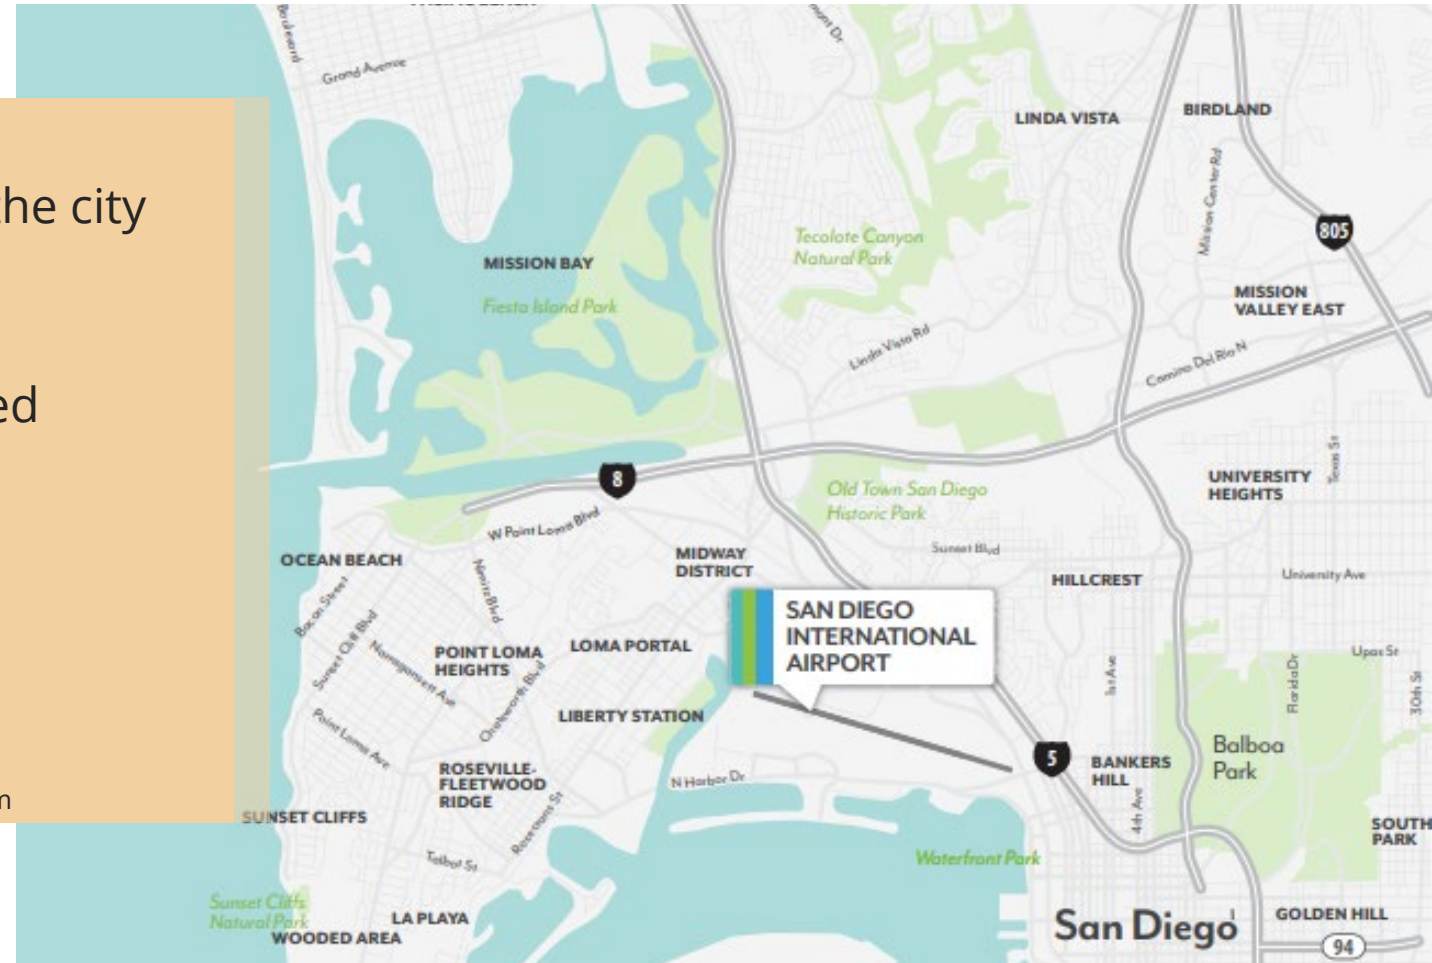 Boulevard
Grand Avenue
the city
ed
LINDA VISTA
BIRDLAND
Mission Center Rd
805
Tecolote Canyon
Natural Park
MISSION BAY
Fiesta Island Park
MISSION
VALLEY EAST
Linda Vista Rd
Camino Del Rio N
8
W Point Loma Blvd
Old Town San Diego
Historic Park
UNIVERSITY
HEIGHTS
Texas St
Sunset Blvd
OCEAN BEACH
MIDWAY
DISTRICT
HILLCREST
University Ave
Nimitz Blvd
Bacon Street
Sunset Cliff Blvd
Narragansett Ave
SAN DIEGO
INTERNATIONAL
AIRPORT
POINT LOMA
HEIGHTS
LOMA PORTAL
Chatsworth Blvd
1st Ave
Florida Dr
Upas St
30th St
Point Loma Ave
LIBERTY STATION
5
BANKERS
HILL
Balboa
Park
ROSEVILLE-
FLEETWOOD
RIDGE
N Harbor Dr
4th Ave
SUNSET CLIFFS
Rosecrans St
Talbot St
SOUTH
PARK
Waterfront Park
Sunset Cliffs
Natural Park
LA PLAYA
WOODED AREA
San Diego
GOLDEN HILL
94